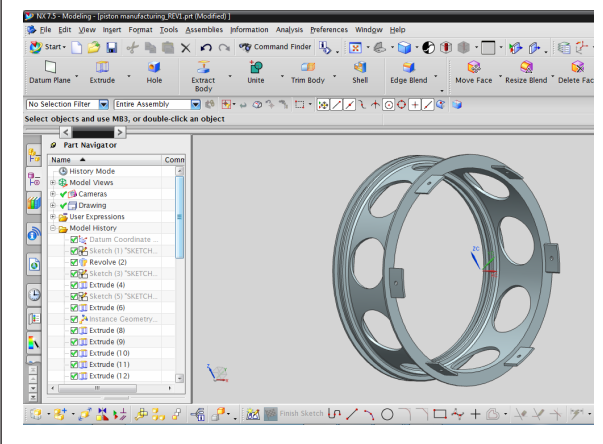 NX 7.5 - Modeling - [piston manufacturing_REV1.prt (Modified) ]
File Edit View Insert Format Tools Assemblies Information Analysis Preferences Window Help
Start Command Finder
Datum Plane Extrude Hole Extract Body Unite Trim Body Shell Edge Blend Move Face Resize Blend Delete Fac
No Selection Filter Entire Assembly
Select objects and use MB3, or double-click an object
Part Navigator
Name Comm
History Mode
Model Views
Cameras
Drawing
User Expressions
Model History
Datum Coordinate ...
Sketch (1) "SKETCH...
Revolve (2)
Sketch (3) "SKETCH...
Extrude (4)
Sketch (5) "SKETCH...
Extrude (6)
Instance Geometry...
Extrude (8)
Extrude (9)
Extrude (10)
Extrude (11)
Extrude (12)
ZC
Finish Sketch